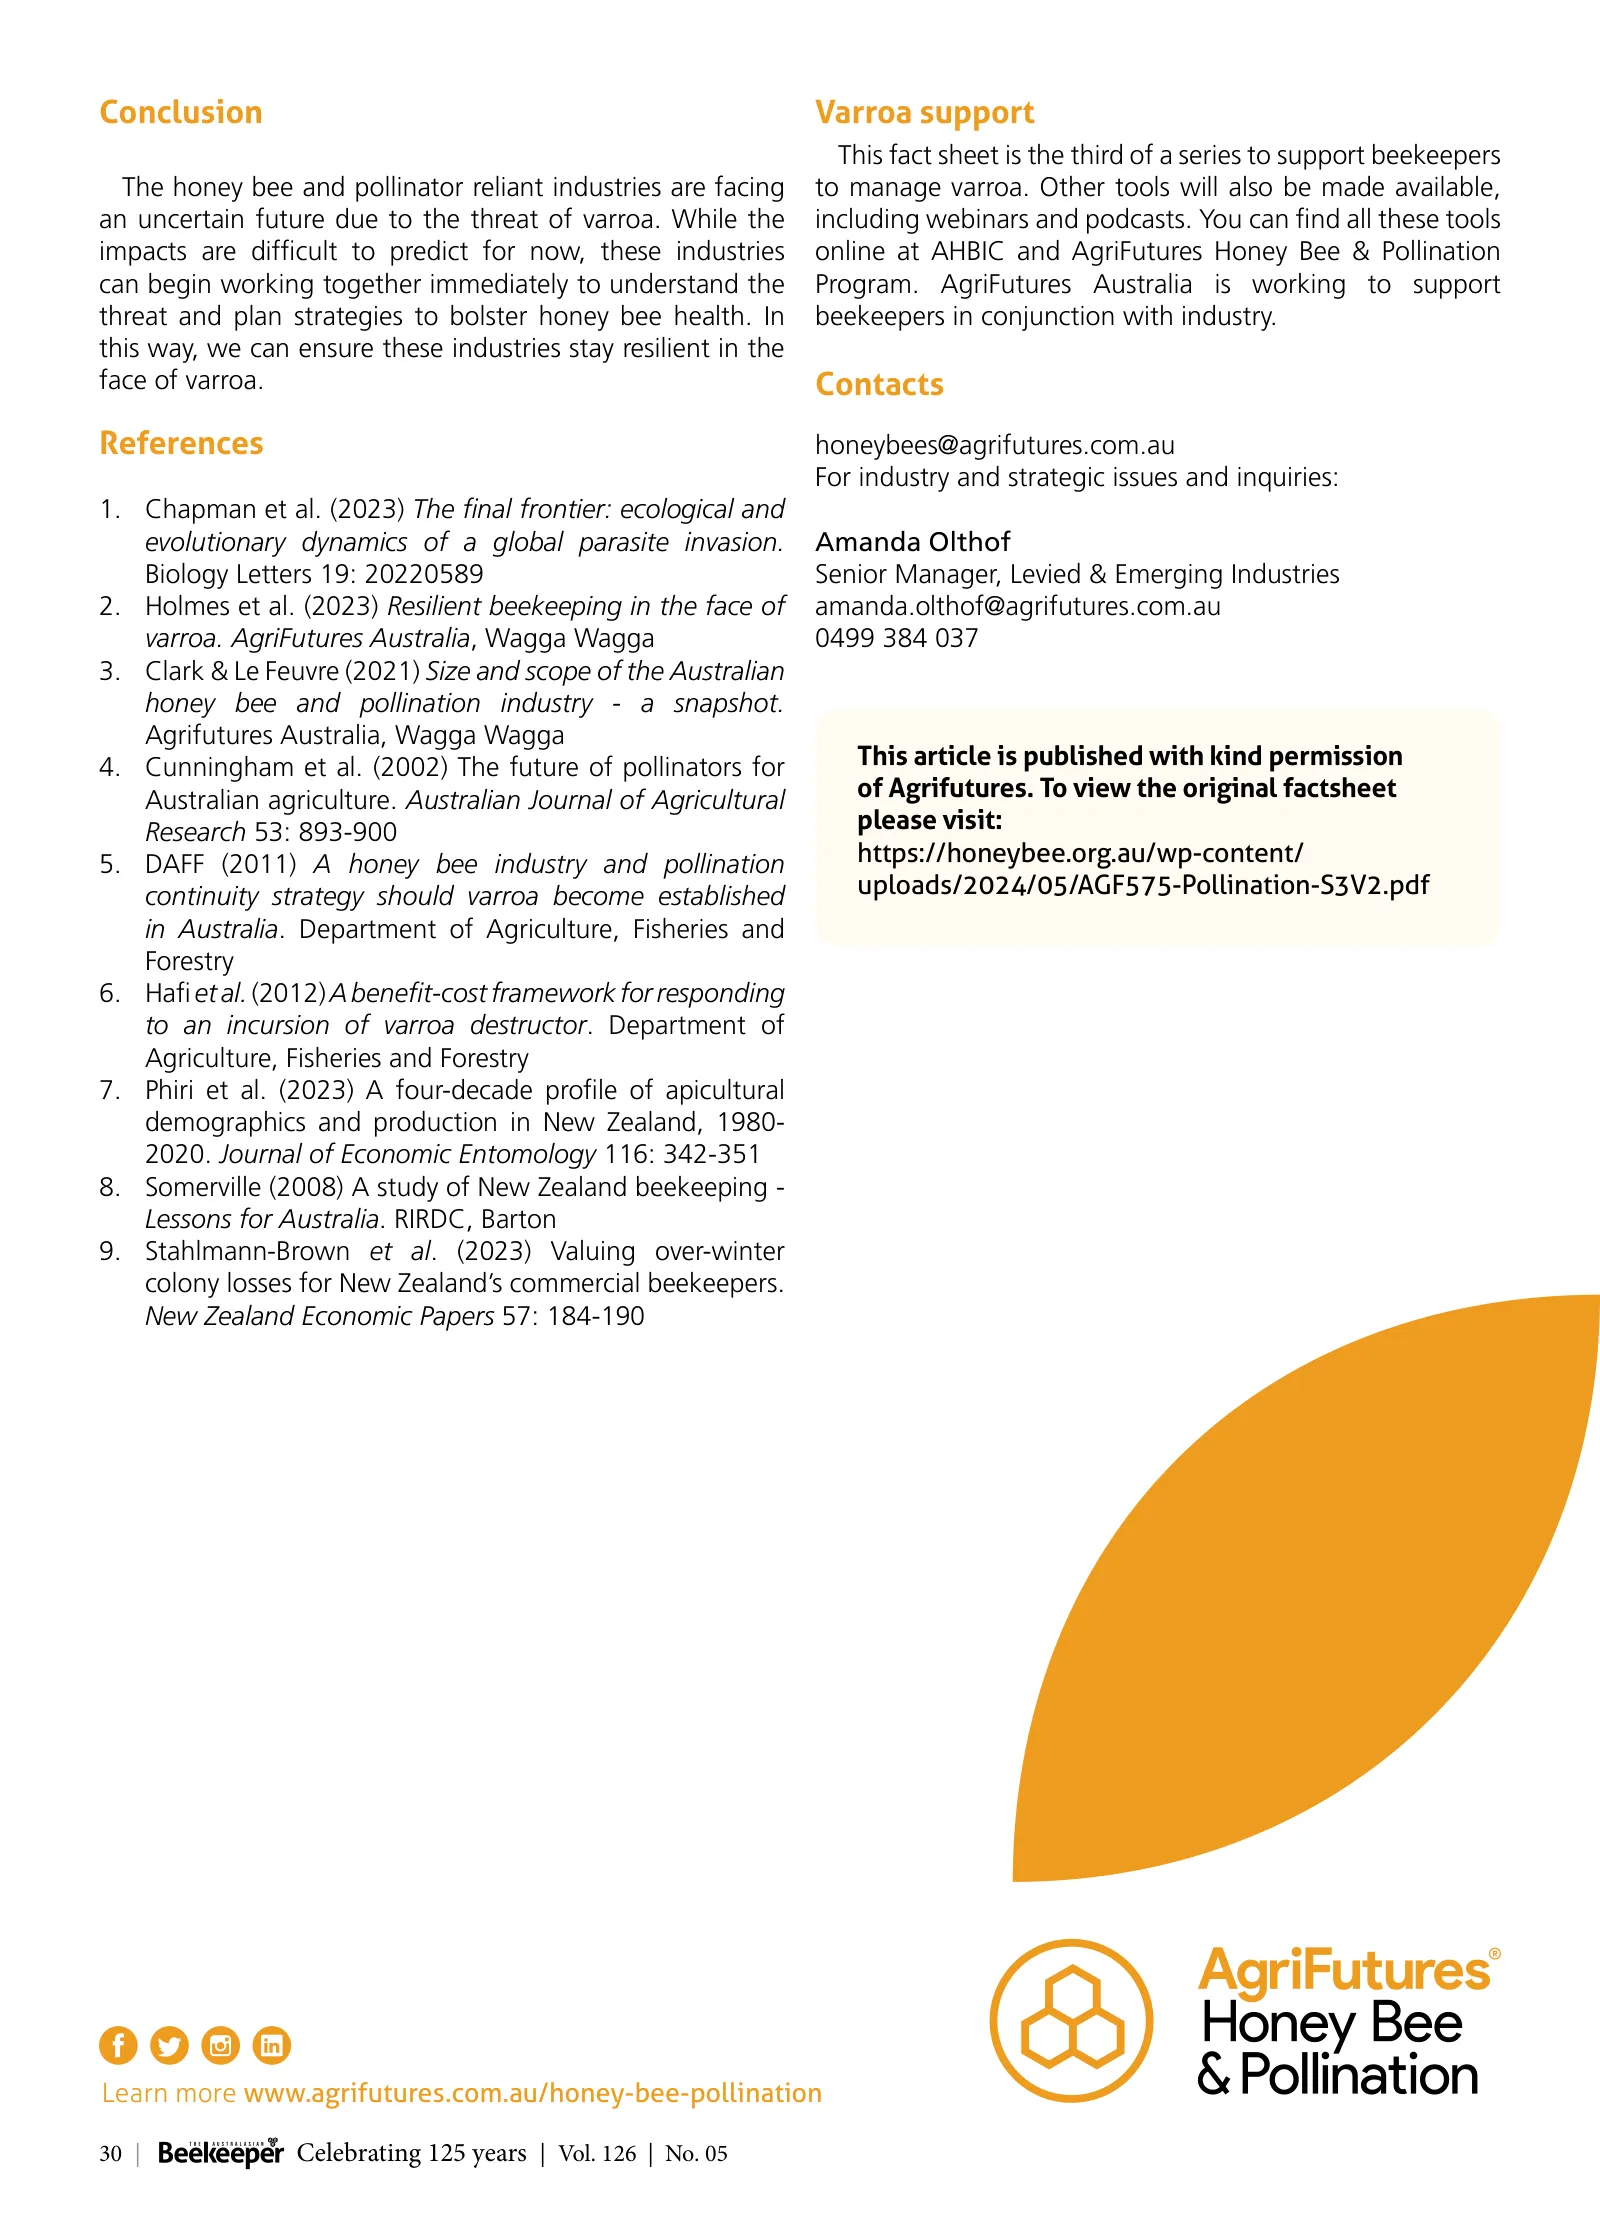 Conclusion
The honey bee and pollinator reliant industries are facing
an uncertain future due to the threat of varroa. While the
impacts are difficult to predict for now, these industries
can begin working together immediately to understand the
threat and plan strategies to bolster honey bee health. In
this way, we can ensure these industries stay resilient in the
face of varroa.
References
1. Chapman et al. (2023) The final frontier: ecological and
evolutionary dynamics of a global parasite invasion.
Biology Letters 19: 20220589
2. Holmes et al. (2023) Resilient beekeeping in the face of
varroa. AgriFutures Australia, Wagga Wagga
3. Clark & Le Feuvre (2021) Size and scope of the Australian
honey bee and pollination industry - a snapshot.
Agrifutures Australia, Wagga Wagga
4. Cunningham et al. (2002) The future of pollinators for
Australian agriculture. Australian Journal of Agricultural
Research 53: 893-900
5. DAFF (2011) A honey bee industry and pollination
continuity strategy should varroa become established
in Australia. Department of Agriculture, Fisheries and
Forestry
6. Hafi et al. (2012) A benefit-cost framework for responding
to an incursion of varroa destructor. Department of
Agriculture, Fisheries and Forestry
7. Phiri et al. (2023) A four-decade profile of apicultural
demographics and production in New Zealand, 1980-
2020. Journal of Economic Entomology 116: 342-351
8. Somerville (2008) A study of New Zealand beekeeping -
Lessons for Australia. RIRDC, Barton
9. Stahlmann-Brown et al. (2023) Valuing over-winter
colony losses for New Zealand’s commercial beekeepers.
New Zealand Economic Papers 57: 184-190
Varroa support
This fact sheet is the third of a series to support beekeepers
to manage varroa. Other tools will also be made available,
including webinars and podcasts. You can find all these tools
online at AHBIC and AgriFutures Honey Bee & Pollination
Program. AgriFutures Australia is working to support
beekeepers in conjunction with industry.
Contacts
honeybees@agrifutures.com.au
For industry and strategic issues and inquiries:
Amanda Olthof
Senior Manager, Levied & Emerging Industries
amanda.olthof@agrifutures.com.au
0499 384 037
This article is published with kind permission
of Agrifutures. To view the original factsheet
please visit:
https://honeybee.org.au/wp-content/
uploads/2024/05/AGF575-Pollination-S3V2.pdf
AgriFutures®
Honey Bee
& Pollination
Learn more www.agrifutures.com.au/honey-bee-pollination
30 | THE AUSTRALASIAN Beekeeper Celebrating 125 years | Vol. 126 | No. 05